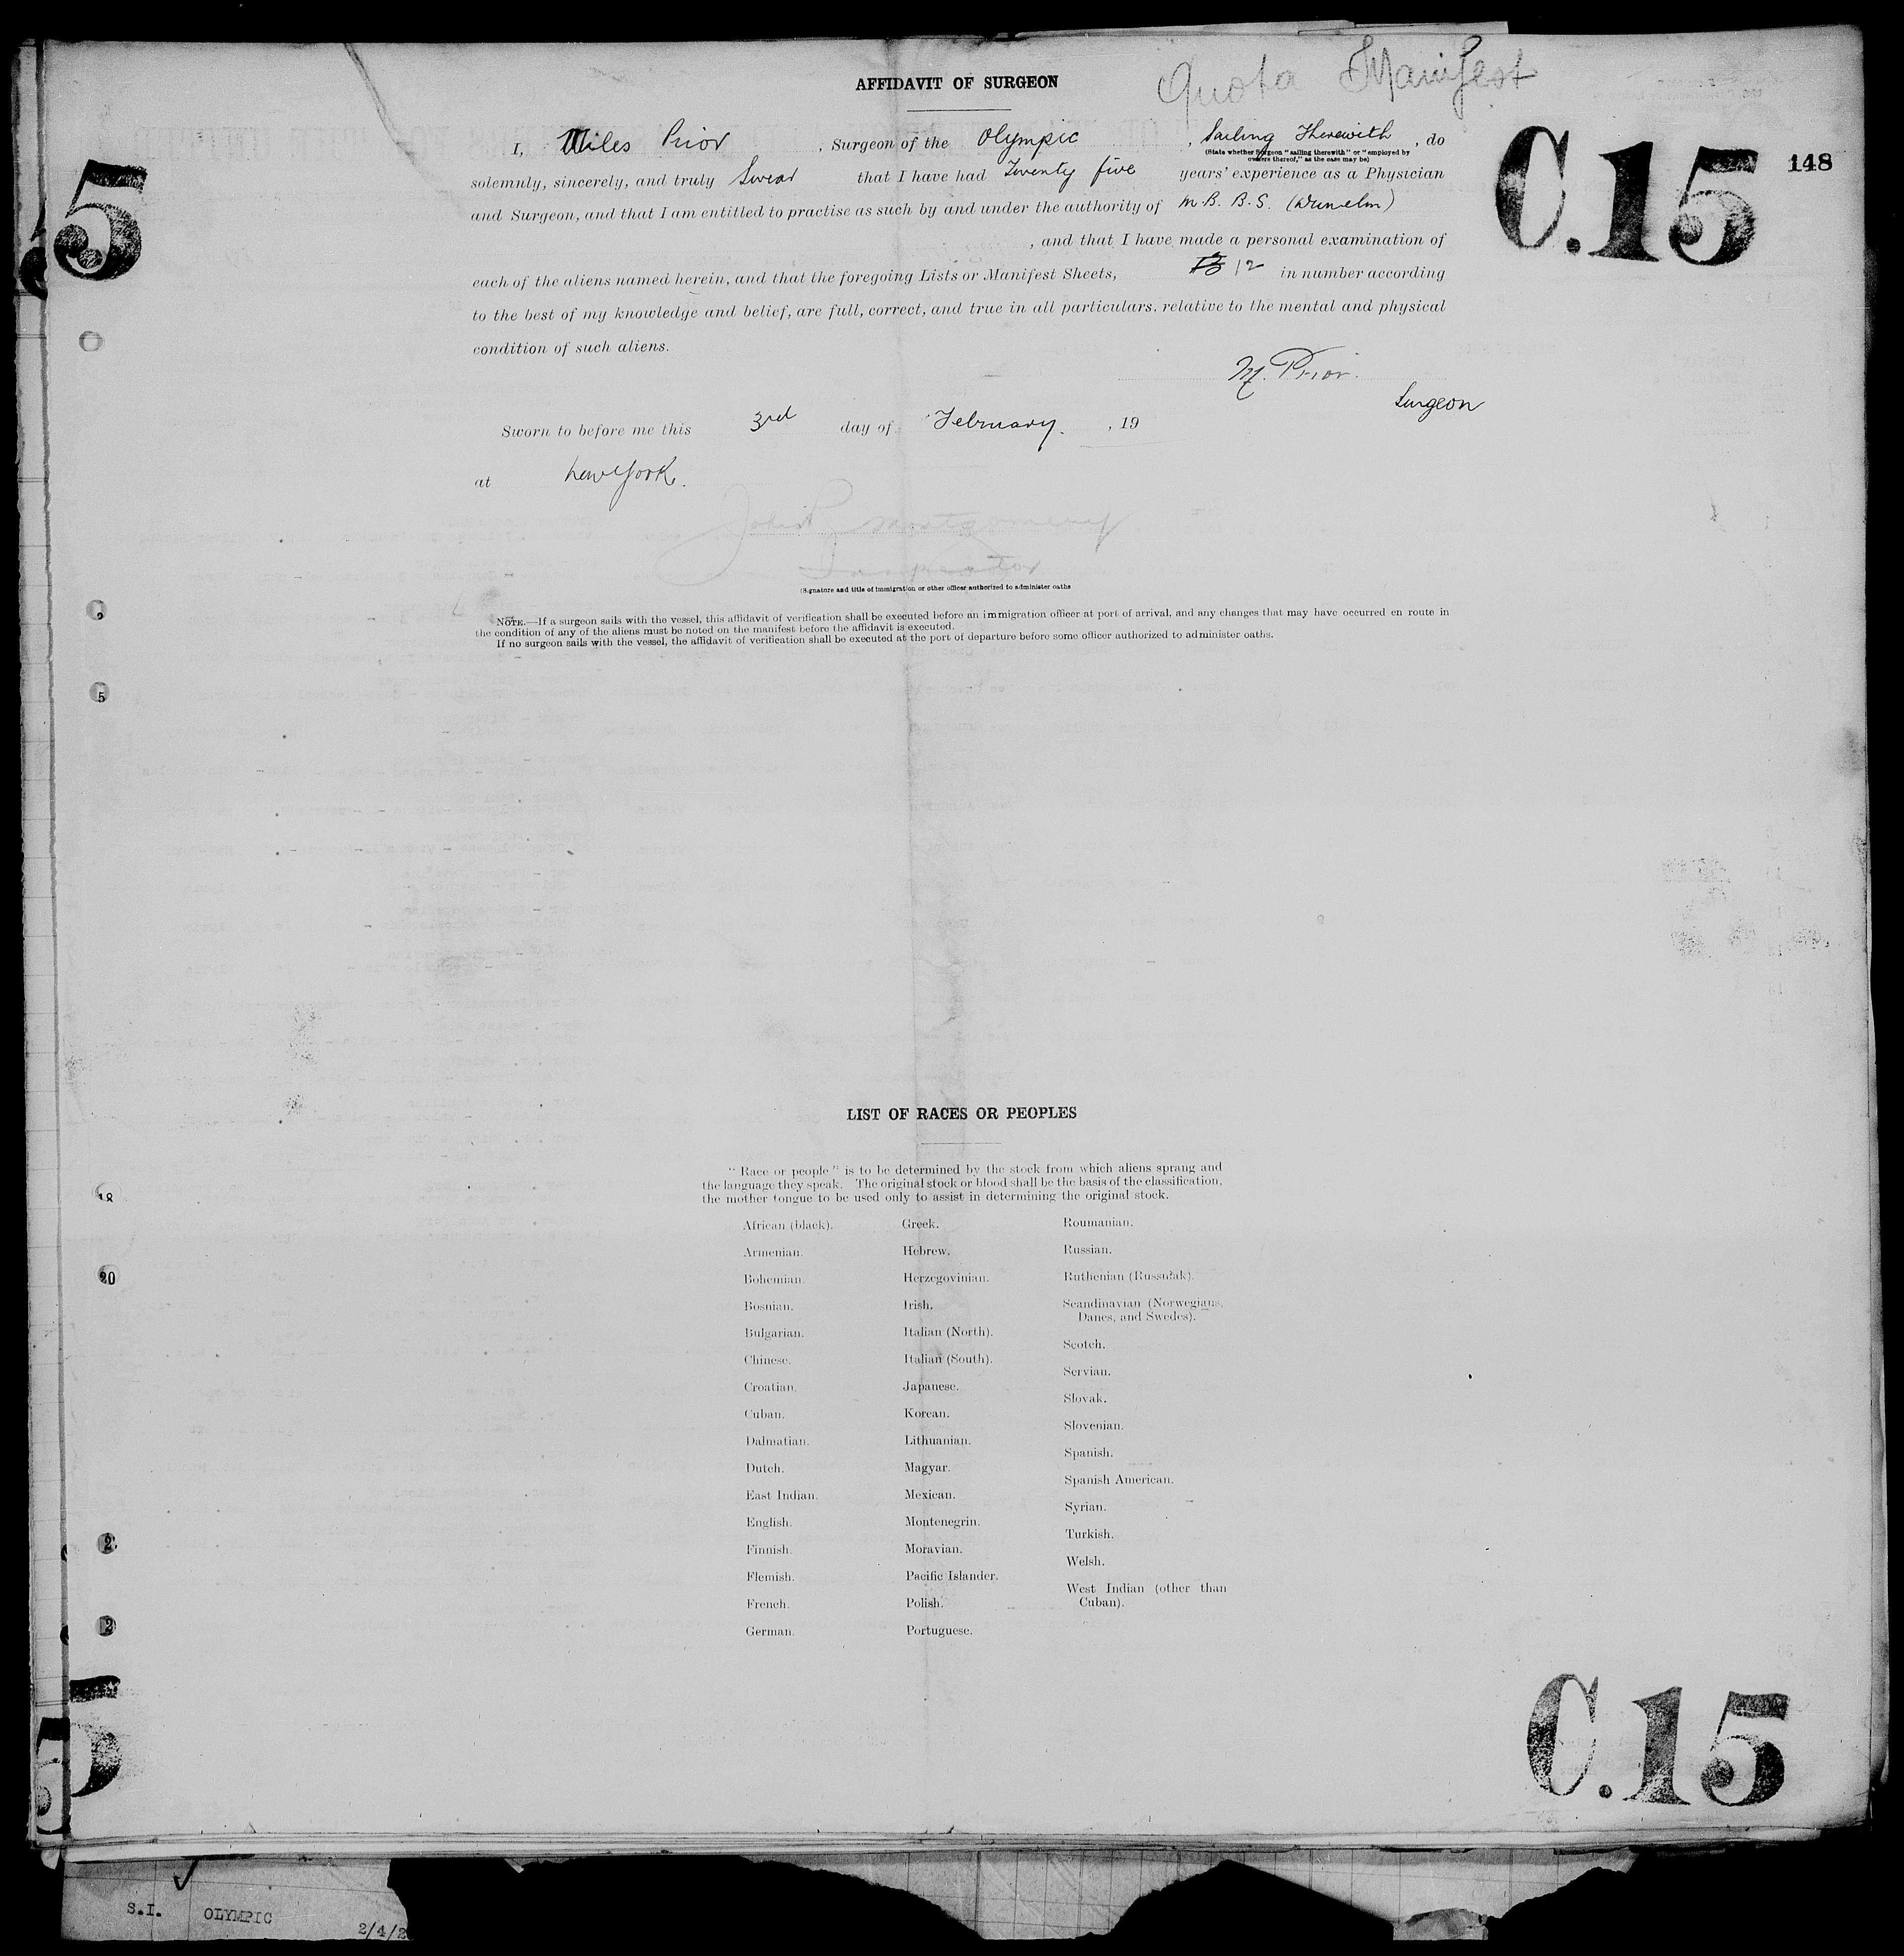 Quota Manifest
AFFIDAVIT OF SURGEON
148
C.15
5
I, Miles Prior, Surgeon of the Olympic, Sailing Therewith, do
(State whether Surgeon "sailing therewith" or "employed by
owners thereof," as the case may be)
solemnly, sincerely, and truly Swear that I have had Twenty five years' experience as a Physician
and Surgeon, and that I am entitled to practise as such by and under the authority of M.B. B.S. (Dunelm)
, and that I have made a personal examination of
each of the aliens named herein, and that the foregoing Lists or Manifest Sheets, 12 in number according
to the best of my knowledge and belief, are full, correct, and true in all particulars, relative to the mental and physical
condition of such aliens.
M. Prior.
Surgeon
Sworn to before me this 3rd day of February, 19
at New York.
Montgomery
Inspector
(Signature and title of immigration or other officer authorized to administer oaths
NOTE.—If a surgeon sails with the vessel, this affidavit of verification shall be executed before an immigration officer at port of arrival, and any changes that may have occurred en route in
the condition of any of the aliens must be noted on the manifest before the affidavit is executed.
If no surgeon sails with the vessel, the affidavit of verification shall be executed at the port of departure before some officer authorized to administer oaths.
5
18
20
2
2
LIST OF RACES OR PEOPLES
"Race or people" is to be determined by the stock from which aliens sprang and
the language they speak. The original stock or blood shall be the basis of the classification,
the mother tongue to be used only to assist in determining the original stock.
African (black).
Armenian.
Bohemian.
Bosnian.
Bulgarian.
Chinese.
Croatian.
Cuban.
Dalmatian.
Dutch.
East Indian.
English.
Finnish.
Flemish.
French.
German.
Greek.
Hebrew.
Herzegovinian.
Irish.
Italian (North).
Italian (South).
Japanese.
Korean.
Lithuanian.
Magyar.
Mexican.
Montenegrin.
Moravian.
Pacific Islander.
Polish.
Portuguese.
Roumanian.
Russian.
Ruthenian (Russniak).
Scandinavian (Norwegians,
Danes, and Swedes).
Scotch.
Servian.
Slovak.
Slovenian.
Spanish.
Spanish American.
Syrian.
Turkish.
Welsh.
West Indian (other than
Cuban).
C.15
5
S.I. OLYMPIC 2/4/2